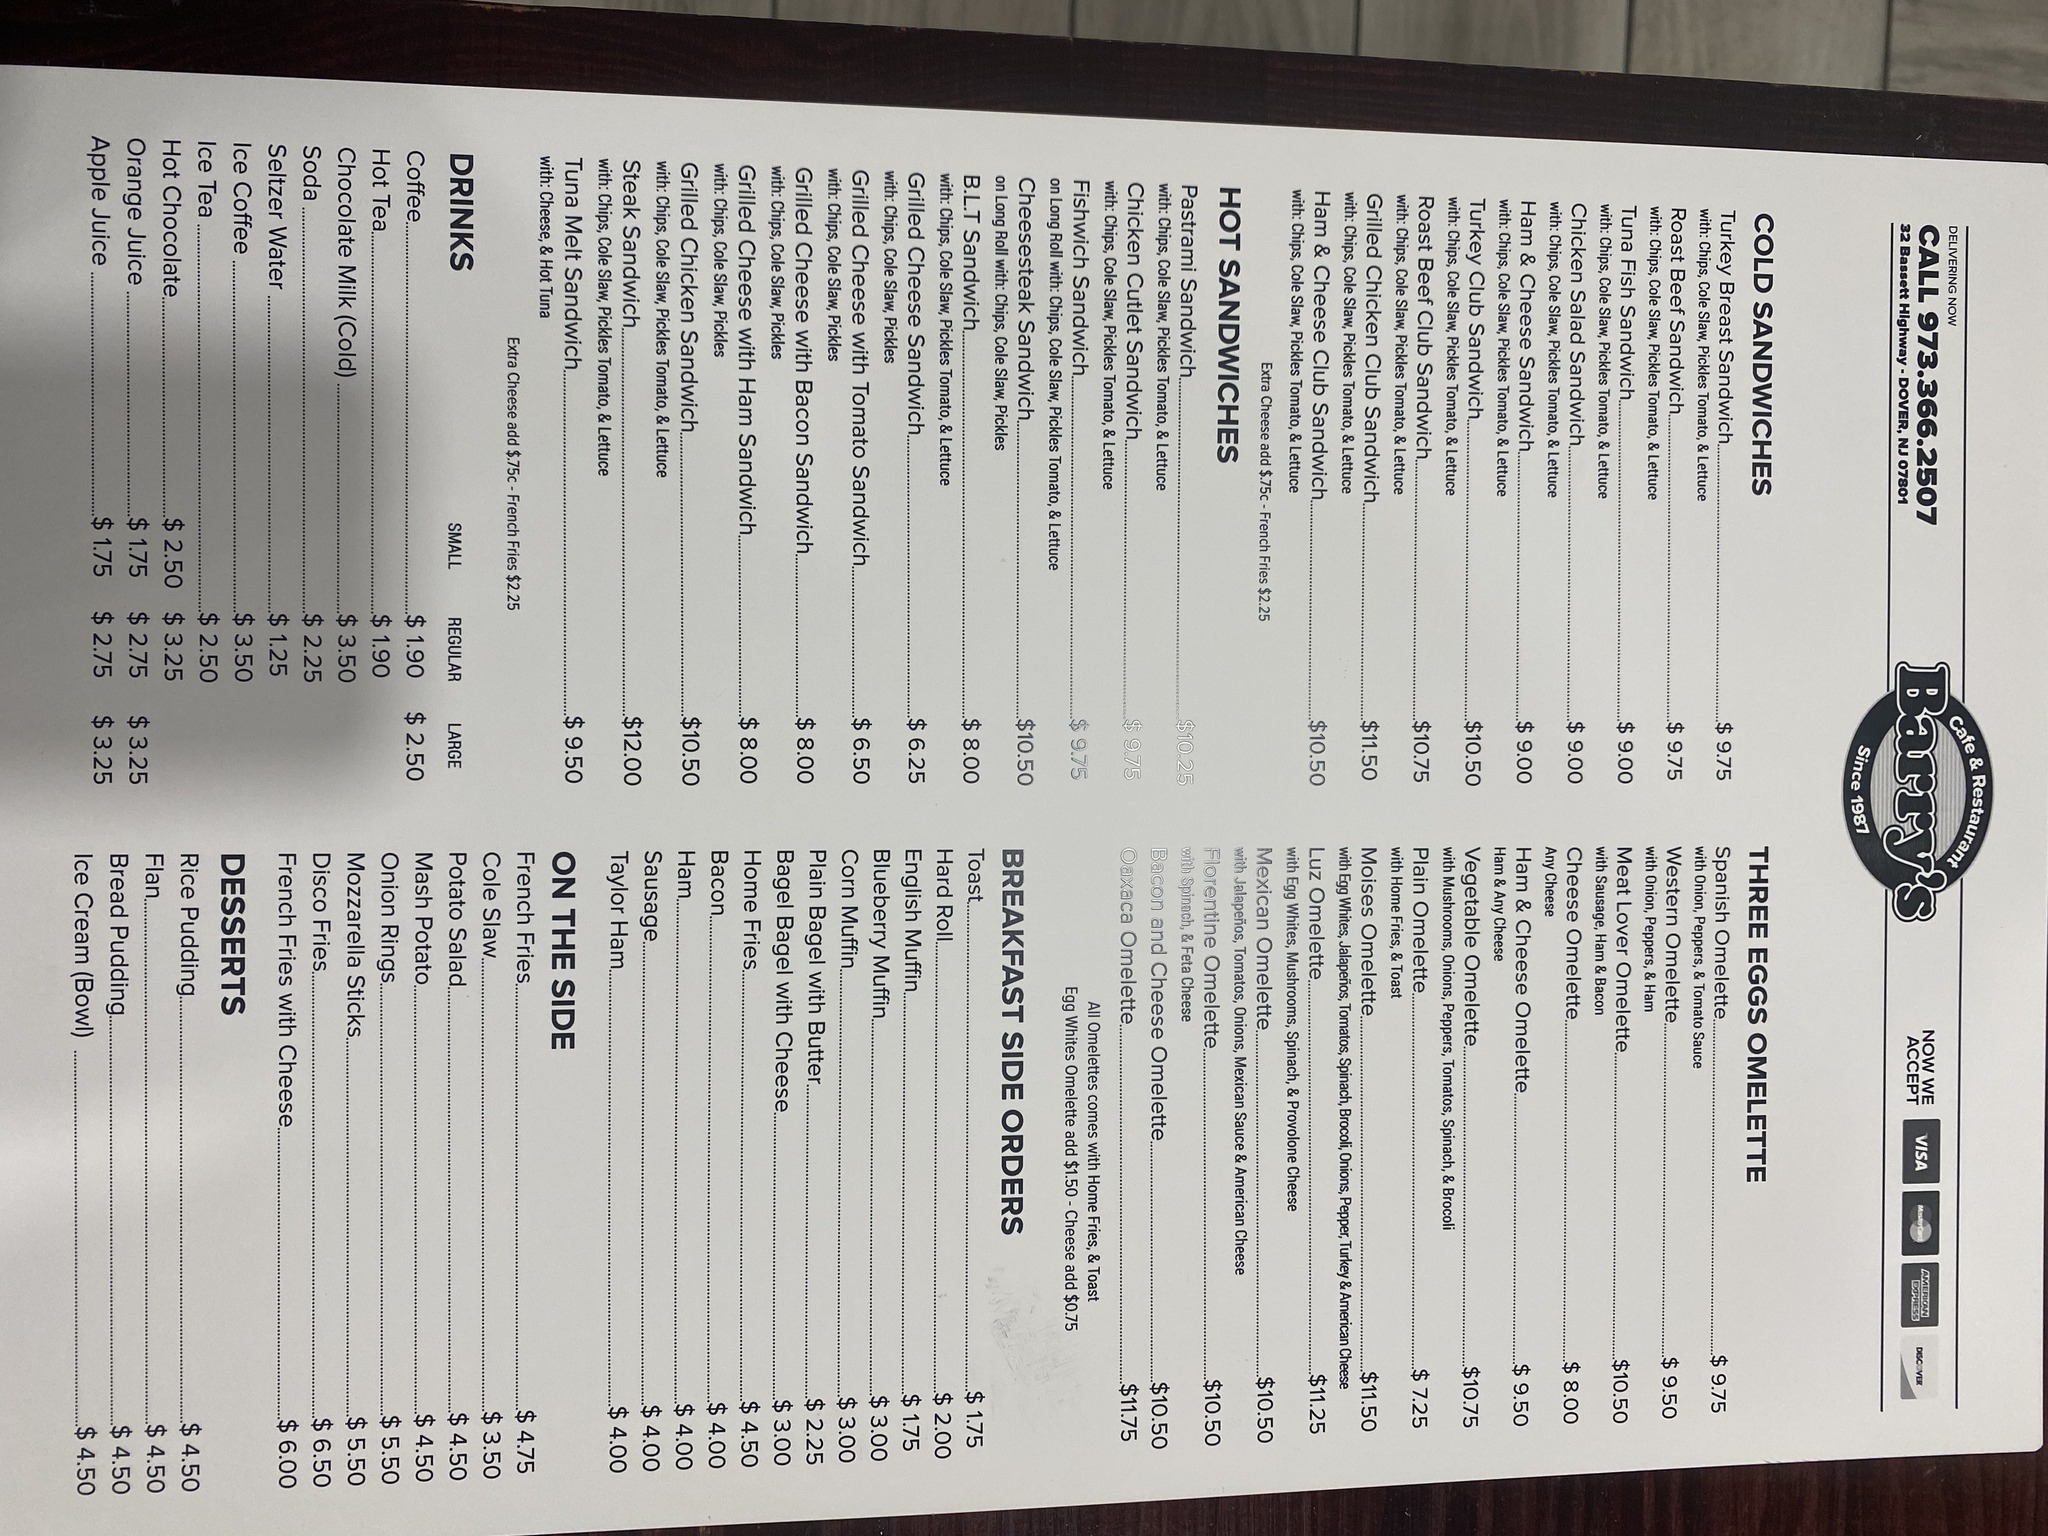 DELIVERING NOW
CALL 973.366.2507
32 Bassett Highway - DOVER, NJ 07801
Cafe & Restaurant
Barry's
Since 1987
NOW WE
ACCEPT
VISA
MasterCard
AMERICAN
EXPRESS
DISCOVER
COLD SANDWICHES
Turkey Breast Sandwich $ 9.75
with: Chips, Cole Slaw, Pickles Tomato, & Lettuce
Roast Beef Sandwich $ 9.75
with: Chips, Cole Slaw, Pickles Tomato, & Lettuce
Tuna Fish Sandwich $ 9.00
with: Chips, Cole Slaw, Pickles Tomato, & Lettuce
Chicken Salad Sandwich $ 9.00
with: Chips, Cole Slaw, Pickles Tomato, & Lettuce
Ham & Cheese Sandwich $ 9.00
with: Chips, Cole Slaw, Pickles Tomato, & Lettuce
Turkey Club Sandwich $10.50
with: Chips, Cole Slaw, Pickles Tomato, & Lettuce
Roast Beef Club Sandwich $10.75
with: Chips, Cole Slaw, Pickles Tomato, & Lettuce
Grilled Chicken Club Sandwich $11.50
with: Chips, Cole Slaw, Pickles Tomato, & Lettuce
Ham & Cheese Club Sandwich $10.50
with: Chips, Cole Slaw, Pickles Tomato, & Lettuce
Extra Cheese add $.75c - French Fries $2.25
HOT SANDWICHES
Pastrami Sandwich $10.25
with: Chips, Cole Slaw, Pickles Tomato, & Lettuce
Chicken Cutlet Sandwich $ 9.75
with: Chips, Cole Slaw, Pickles Tomato, & Lettuce
Fishwich Sandwich $ 9.75
on Long Roll with: Chips, Cole Slaw, Pickles Tomato, & Lettuce
Cheesesteak Sandwich $10.50
on Long Roll with: Chips, Cole Slaw, Pickles
B.L.T Sandwich $ 8.00
with: Chips, Cole Slaw, Pickles Tomato, & Lettuce
Grilled Cheese Sandwich $ 6.25
with: Chips, Cole Slaw, Pickles
Grilled Cheese with Tomato Sandwich $ 6.50
with: Chips, Cole Slaw, Pickles
Grilled Cheese with Bacon Sandwich $ 8.00
with: Chips, Cole Slaw, Pickles
Grilled Cheese with Ham Sandwich $ 8.00
with: Chips, Cole Slaw, Pickles
Grilled Chicken Sandwich $10.50
with: Chips, Cole Slaw, Pickles Tomato, & Lettuce
Steak Sandwich $12.00
with: Chips, Cole Slaw, Pickles Tomato, & Lettuce
Tuna Melt Sandwich $ 9.50
with: Cheese, & Hot Tuna
Extra Cheese add $.75c - French Fries $2.25
DRINKS SMALL REGULAR LARGE
Coffee $ 1.90 $ 2.50
Hot Tea $ 1.90
Chocolate Milk (Cold) $ 3.50
Soda $ 2.25
Seltzer Water $ 1.25
Ice Coffee $ 3.50
Ice Tea $ 2.50
Hot Chocolate $ 2.50 $ 3.25
Orange Juice $ 1.75 $ 2.75 $ 3.25
Apple Juice $ 1.75 $ 2.75 $ 3.25
THREE EGGS OMELETTE
Spanish Omelette $ 9.75
with Onion, Peppers, & Tomato Sauce
Western Omelette $ 9.50
with Onion, Peppers, & Ham
Meat Lover Omelette $10.50
with Sausage, Ham & Bacon
Cheese Omelette $ 8.00
Any Cheese
Ham & Cheese Omelette $ 9.50
Ham & Any Cheese
Vegetable Omelette $10.75
with Mushrooms, Onions, Peppers, Tomatos, Spinach, & Brocoli
Plain Omelette $ 7.25
with Home Fries, & Toast
Moises Omelette $11.50
with Egg Whites, Jalapeños, Tomatos, Spinach, Brocoli, Onions, Pepper, Turkey & American Cheese
Luz Omelette $11.25
with Egg Whites, Mushrooms, Spinach, & Provolone Cheese
Mexican Omelette $10.50
with Jalapeños, Tomatos, Onions, Mexican Sauce & American Cheese
Florentine Omelette $10.50
with Spinach, & Feta Cheese
Bacon and Cheese Omelette $10.50
Oaxaca Omelette $11.75
All Omelettes comes with Home Fries, & Toast
Egg Whites Omelette add $1.50 - Cheese add $0.75
BREAKFAST SIDE ORDERS
Toast $ 1.75
Hard Roll $ 2.00
English Muffin $ 1.75
Blueberry Muffin $ 3.00
Corn Muffin $ 3.00
Plain Bagel with Butter $ 2.25
Bagel Bagel with Cheese $ 3.00
Home Fries $ 4.50
Bacon $ 4.00
Ham $ 4.00
Sausage $ 4.00
Taylor Ham $ 4.00
ON THE SIDE
French Fries $ 4.75
Cole Slaw $ 3.50
Potato Salad $ 4.50
Mash Potato $ 4.50
Onion Rings $ 5.50
Mozzarella Sticks $ 5.50
Disco Fries $ 6.50
French Fries with Cheese $ 6.00
DESSERTS
Rice Pudding $ 4.50
Flan $ 4.50
Bread Pudding $ 4.50
Ice Cream (Bowl) $ 4.50